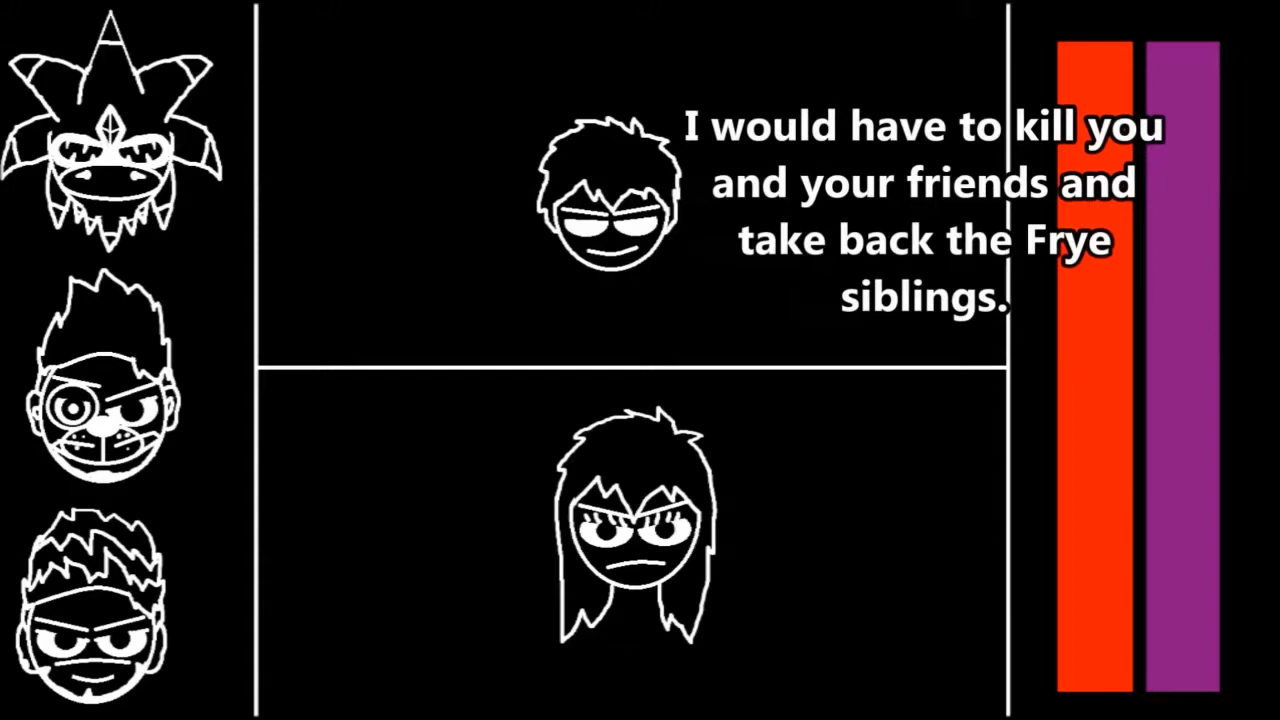 I would have to kill you
and your friends and
take back the Frye
siblings.